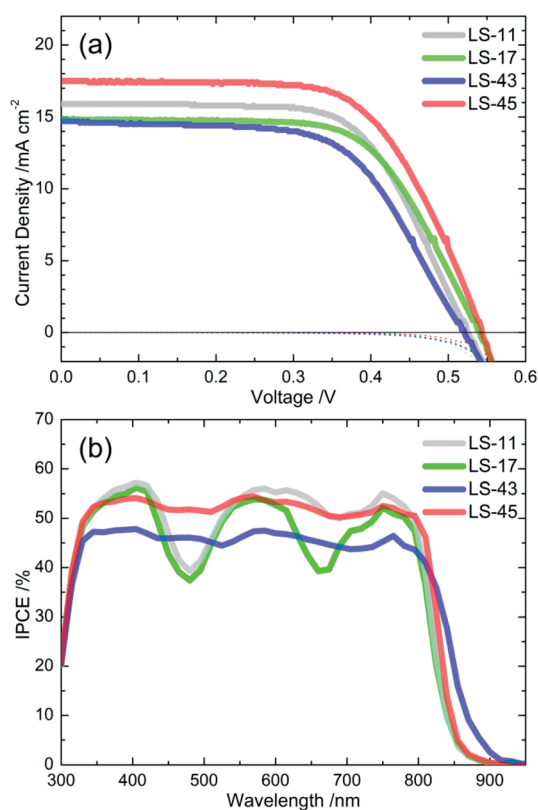 (a)
LS-11
LS-17
LS-43
LS-45
20
15
10
5
0
Current Density /mA cm⁻²
0.0 0.1 0.2 0.3 0.4 0.5 0.6
Voltage /V
(b)
LS-11
LS-17
LS-43
LS-45
70
60
50
40
30
20
10
0
IPCE /%
300 400 500 600 700 800 900
Wavelength /nm